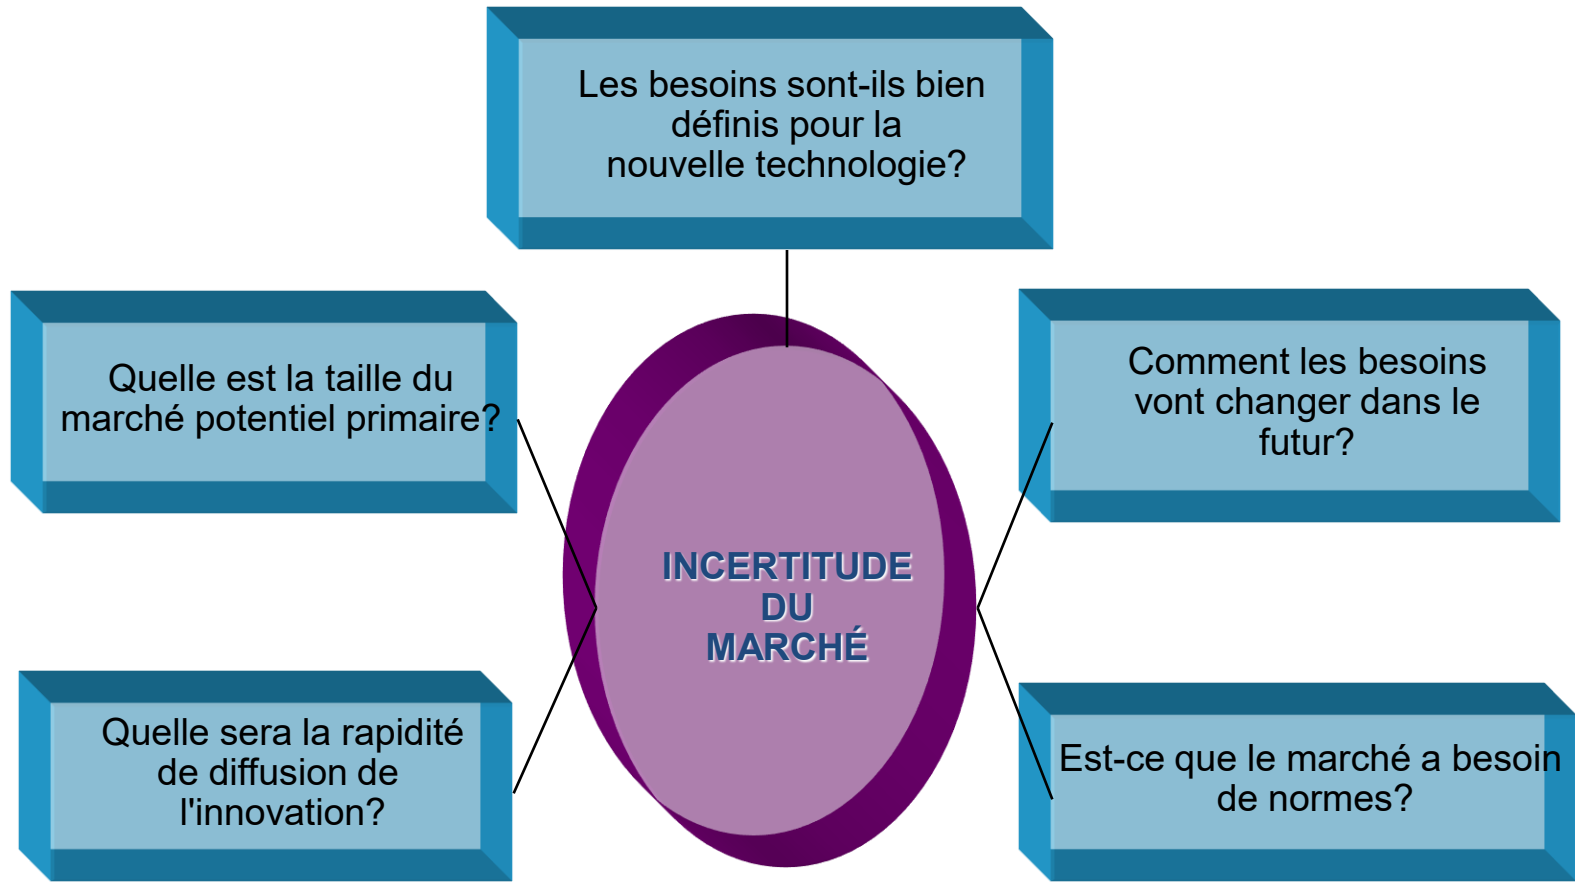 Les besoins sont-ils bien
définis pour la
nouvelle technologie?
Quelle est la taille du
marché potentiel primaire?
Comment les besoins
vont changer dans le
futur?
INCERTITUDE
DU
MARCHÉ
Quelle sera la rapidité
de diffusion de
l'innovation?
Est-ce que le marché a besoin
de normes?